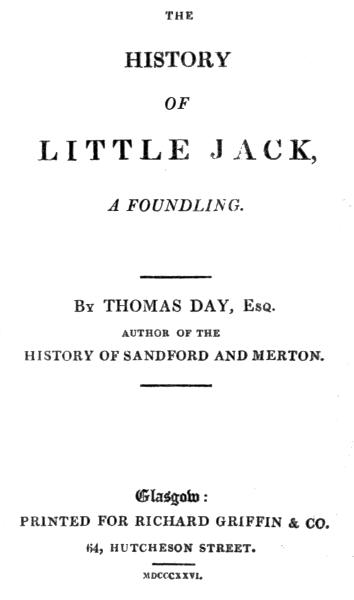 THE
HISTORY
OF
LITTLE JACK,
A FOUNDLING.
By THOMAS DAY, Esq.
AUTHOR OF THE
HISTORY OF SANDFORD AND MERTON.
Glasgow:
PRINTED FOR RICHARD GRIFFIN & CO.
64, HUTCHESON STREET.
MDCCCXXVI.